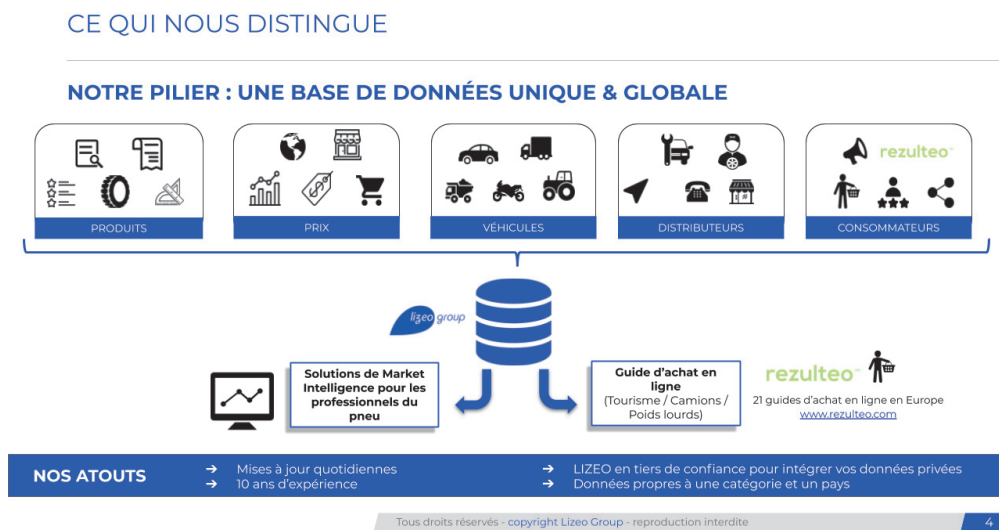 CE QUI NOUS DISTINGUE
NOTRE PILIER : UNE BASE DE DONNÉES UNIQUE & GLOBALE
rezulteo™
PRODUITS
PRIX
VÉHICULES
DISTRIBUTEURS
CONSOMMATEURS
lizeo group
Solutions de Market
Intelligence pour les
professionnels du
pneu
Guide d'achat en
ligne
(Tourisme / Camions /
Poids lourds)
rezulteo™
21 guides d'achat en ligne en Europe
www.rezulteo.com
NOS ATOUTS
➔ Mises à jour quotidiennes
➔ 10 ans d'expérience
➔ LIZEO en tiers de confiance pour intégrer vos données privées
➔ Données propres à une catégorie et un pays
Tous droits réservés - copyright Lizeo Group - reproduction interdite
4